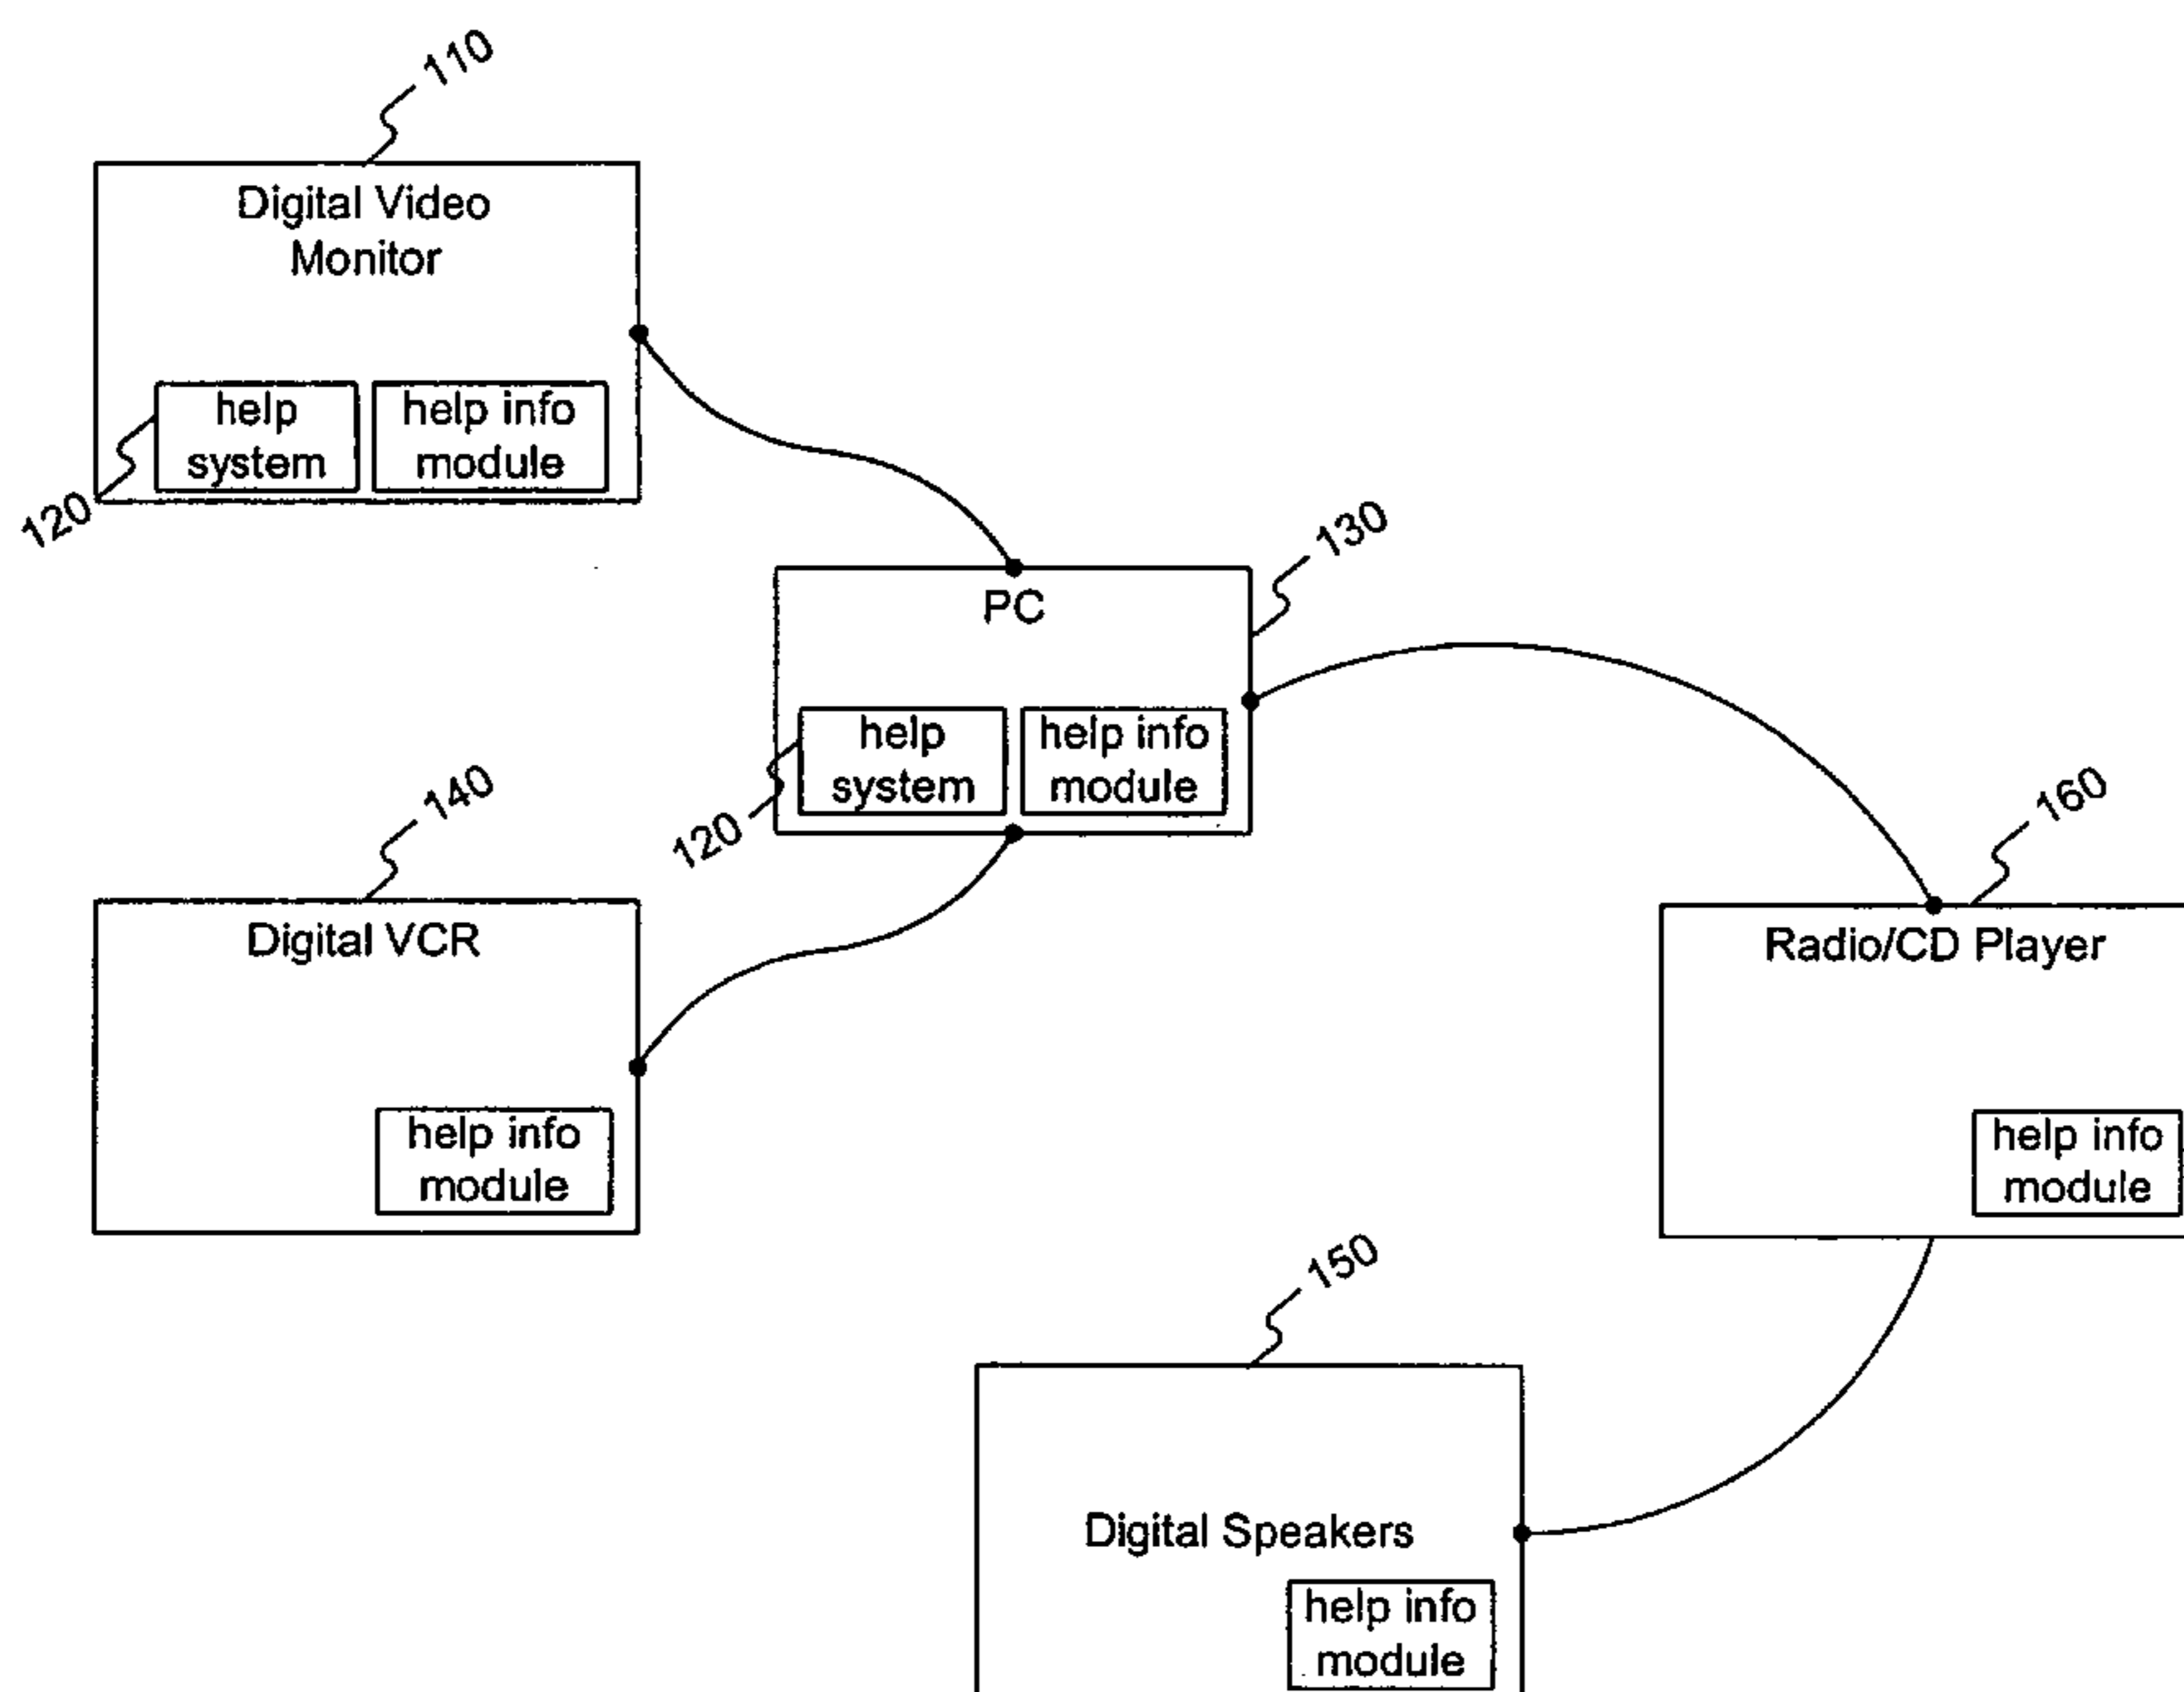 110
Digital Video
Monitor
help
system
help info
module
120
130
PC
help
system
help info
module
120
140
Digital VCR
help info
module
160
Radio/CD Player
help info
module
150
Digital Speakers
help info
module